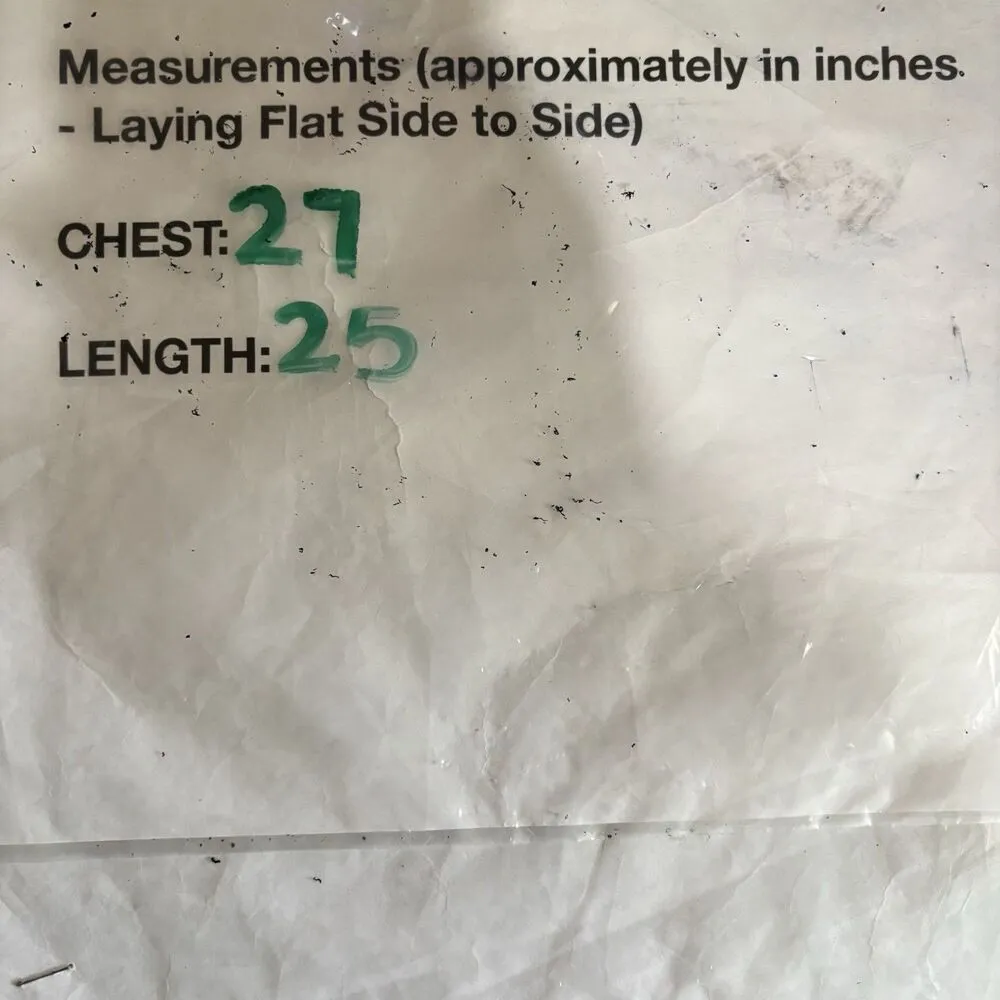 Measurements (approximately in inches.
- Laying Flat Side to Side)
CHEST: 27
LENGTH: 25